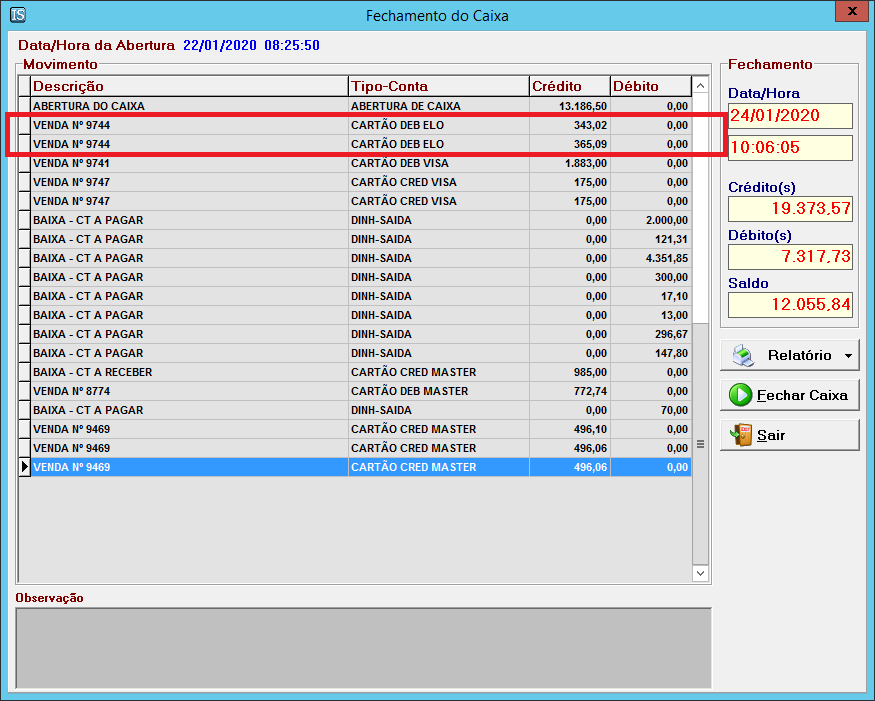 IS Fechamento do Caixa x
Data/Hora da Abertura 22/01/2020 08:25:50
Movimento
Descrição Tipo-Conta Crédito Débito
ABERTURA DO CAIXA ABERTURA DE CAIXA 13.186,50 0,00
VENDA Nº 9744 CARTÃO DEB ELO 343,02 0,00
VENDA Nº 9744 CARTÃO DEB ELO 365,09 0,00
VENDA Nº 9741 CARTÃO DEB VISA 1.883,00 0,00
VENDA Nº 9747 CARTÃO CRED VISA 175,00 0,00
VENDA Nº 9747 CARTÃO CRED VISA 175,00 0,00
BAIXA - CT A PAGAR DINH-SAIDA 0,00 2.000,00
BAIXA - CT A PAGAR DINH-SAIDA 0,00 121,31
BAIXA - CT A PAGAR DINH-SAIDA 0,00 4.351,85
BAIXA - CT A PAGAR DINH-SAIDA 0,00 300,00
BAIXA - CT A PAGAR DINH-SAIDA 0,00 17,10
BAIXA - CT A PAGAR DINH-SAIDA 0,00 13,00
BAIXA - CT A PAGAR DINH-SAIDA 0,00 296,67
BAIXA - CT A PAGAR DINH-SAIDA 0,00 147,80
BAIXA - CT A RECEBER CARTÃO CRED MASTER 985,00 0,00
VENDA Nº 8774 CARTÃO DEB MASTER 772,74 0,00
BAIXA - CT A PAGAR DINH-SAIDA 0,00 70,00
VENDA Nº 9469 CARTÃO CRED MASTER 496,10 0,00
VENDA Nº 9469 CARTÃO CRED MASTER 496,06 0,00
VENDA Nº 9469 CARTÃO CRED MASTER 496,06 0,00
Observação
Fechamento
Data/Hora
24/01/2020
10:06:05
Crédito(s)
19.373,57
Débito(s)
7.317,73
Saldo
12.055,84
Relatório
Fechar Caixa
Sair